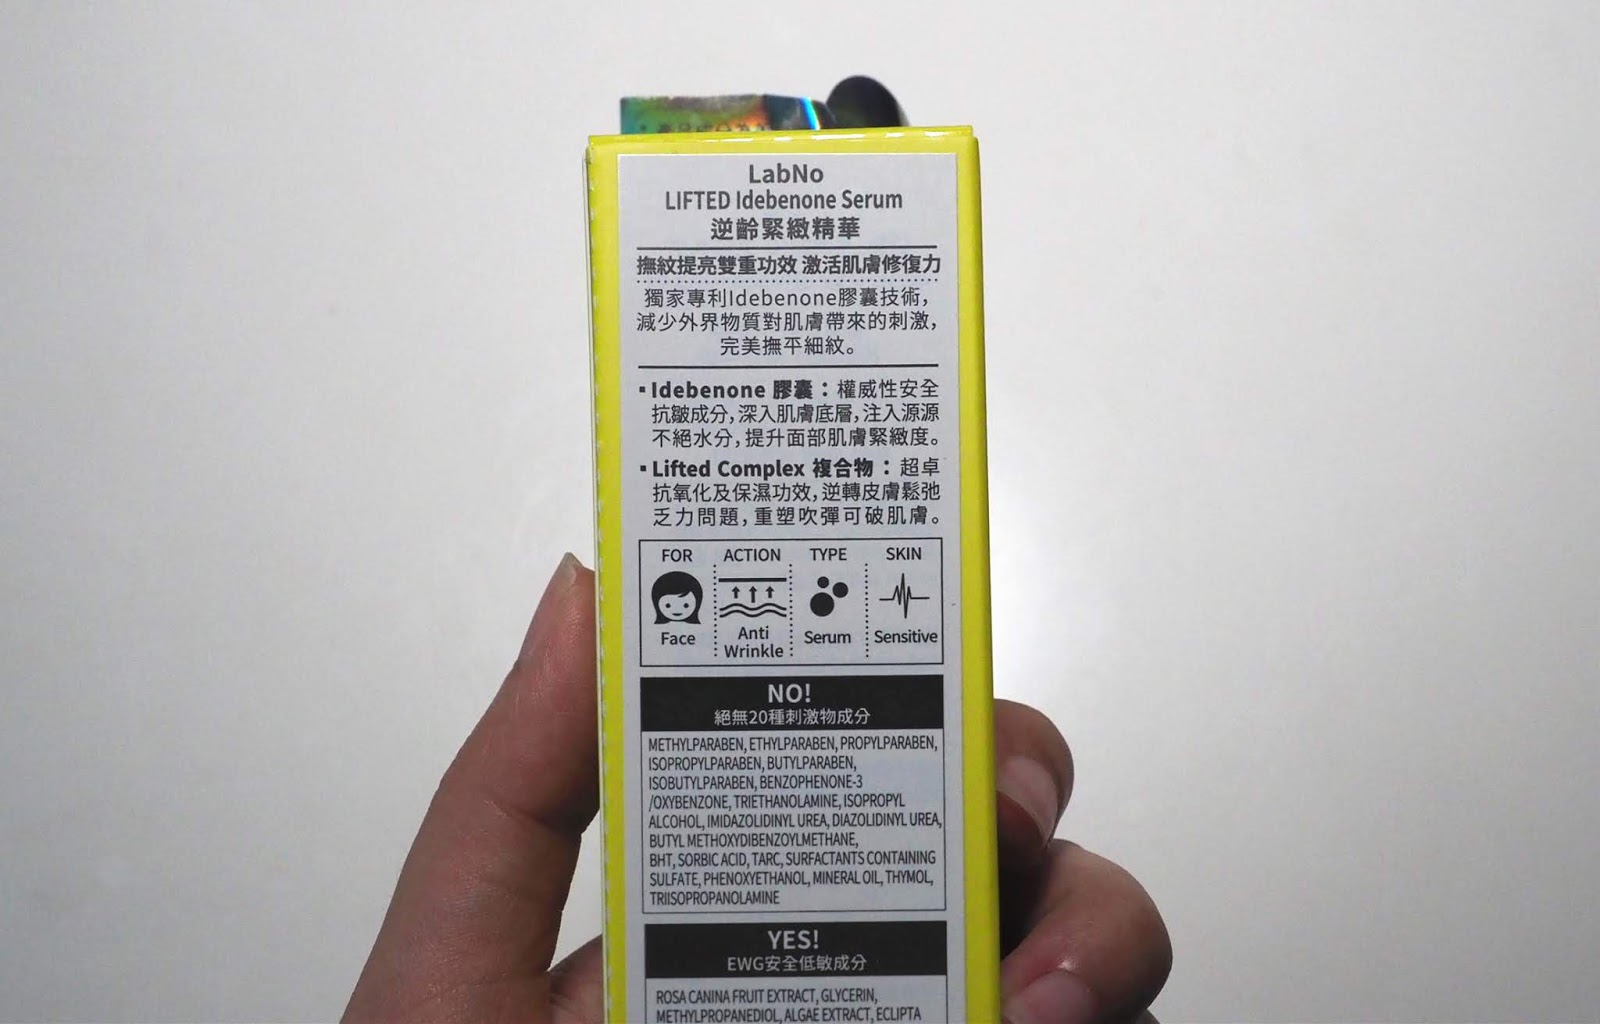 LabNo
LIFTED Idebenone Serum
逆齡緊緻精華
撫紋提亮雙重功效 激活肌膚修復力
獨家專利Idebenone膠囊技術，
減少外界物質對肌膚帶來的刺激，
完美撫平細紋。
▪ Idebenone 膠囊：權威性安全
抗皺成分，深入肌膚底層，注入源源
不絕水分，提升面部肌膚緊緻度。
▪ Lifted Complex 複合物：超卓
抗氧化及保濕功效，逆轉皮膚鬆弛
乏力問題，重塑吹彈可破肌膚。
FOR ACTION TYPE SKIN
Face Anti Wrinkle Serum Sensitive
NO!
絕無20種刺激物成分
METHYLPARABEN, ETHYLPARABEN, PROPYLPARABEN,
ISOPROPYLPARABEN, BUTYLPARABEN,
ISOBUTYLPARABEN, BENZOPHENONE-3
/OXYBENZONE, TRIETHANOLAMINE, ISOPROPYL
ALCOHOL, IMIDAZOLIDINYL UREA, DIAZOLIDINYL UREA,
BUTYL METHOXYDIBENZOYLMETHANE,
BHT, SORBIC ACID, TARC, SURFACTANTS CONTAINING
SULFATE, PHENOXYETHANOL, MINERAL OIL, THYMOL,
TRIISOPROPANOLAMINE
YES!
EWG安全低敏成分
ROSA CANINA FRUIT EXTRACT, GLYCERIN,
METHYLPROPANEDIOL, ALGAE EXTRACT, ECLIPTA